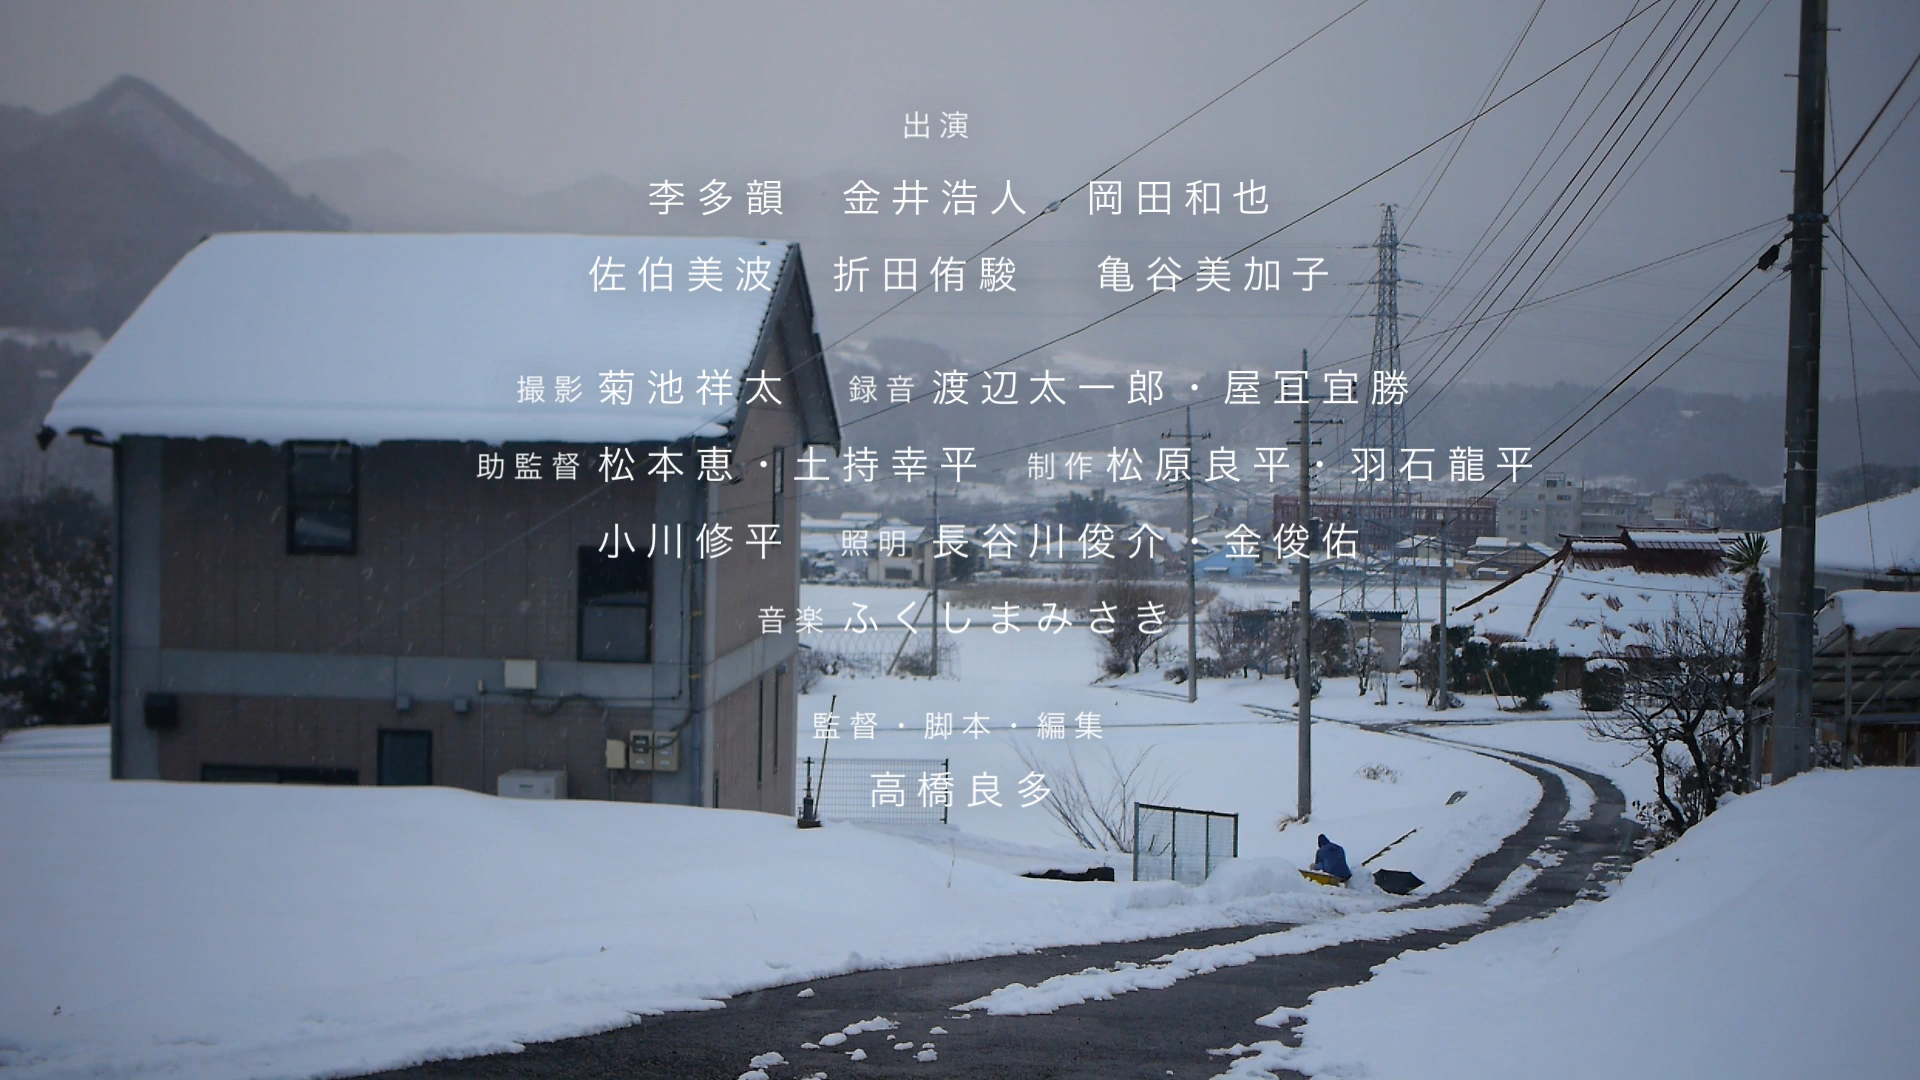 出演
李多韻 金井浩人 岡田和也
佐伯美波 折田侑駿 亀谷美加子
撮影 菊池祥太 録音 渡辺太一郎・屋冝宜勝
助監督 松本恵・土持幸平 制作 松原良平・羽石龍平
小川修平 照明 長谷川俊介・金俊佑
音楽 ふくしまみさき
監督・脚本・編集
高橋良多